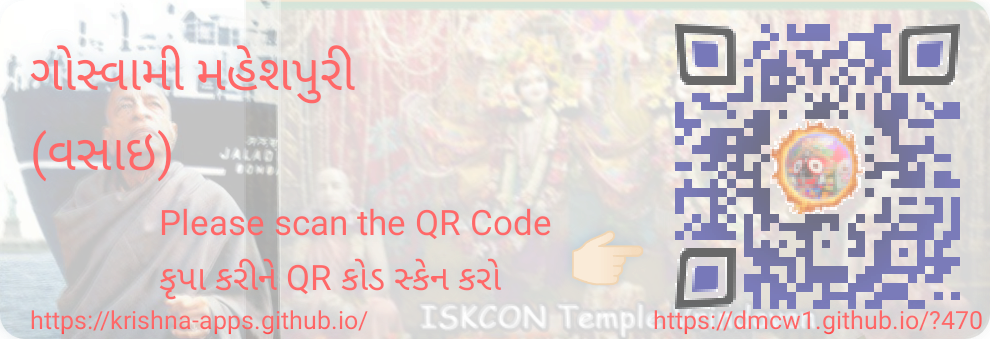 ગોસ્વામી મહેશપુરી
(વસાઇ)
JALAD
Please scan the QR Code
કૃપા કરીને QR કોડ સ્કેન કરો
https://krishna-apps.github.io/
ISKCON Temple
https://dmcw1.github.io/?470